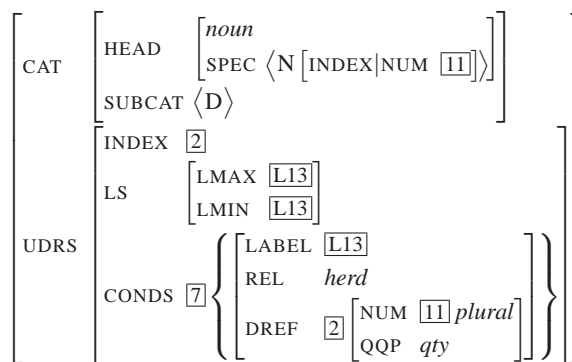 noun
HEAD
SPEC ⟨N [INDEX|NUM 11]⟩
CAT
SUBCAT ⟨D⟩
INDEX 2
LMAX L13
LS
LMIN L13
UDRS
LABEL L13
REL herd
CONDS 7
NUM 11 plural
DREF 2
QQP qty